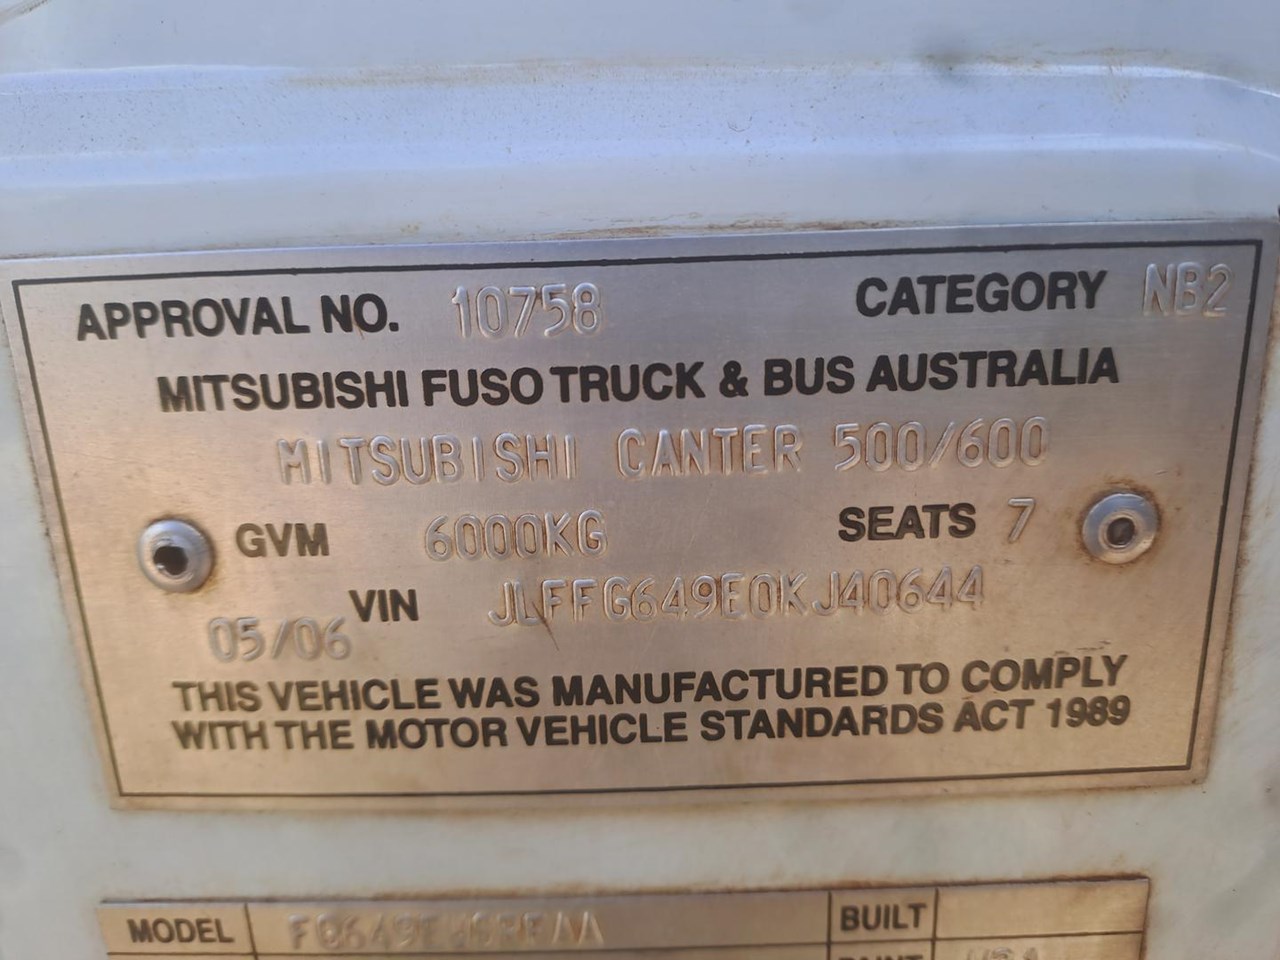 APPROVAL NO. 10758 CATEGORY NB2
MITSUBISHI FUSO TRUCK & BUS AUSTRALIA
MITSUBISHI CANTER 500/600
GVM 6000KG SEATS 7
VIN JLFFG649E0KJ40644
05/06
THIS VEHICLE WAS MANUFACTURED TO COMPLY
WITH THE MOTOR VEHICLE STANDARDS ACT 1989
MODEL BUILT